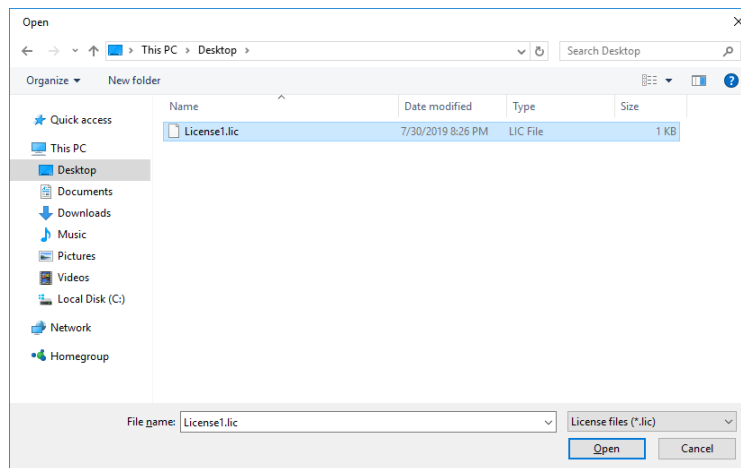 Open
This PC > Desktop >
Search Desktop
Organize
New folder
Name
Date modified
Type
Size
License1.lic
7/30/2019 8:26 PM
LIC File
1 KB
Quick access
This PC
Desktop
Documents
Downloads
Music
Pictures
Videos
Local Disk (C:)
Network
Homegroup
File name:
License1.lic
License files (*.lic)
Open
Cancel